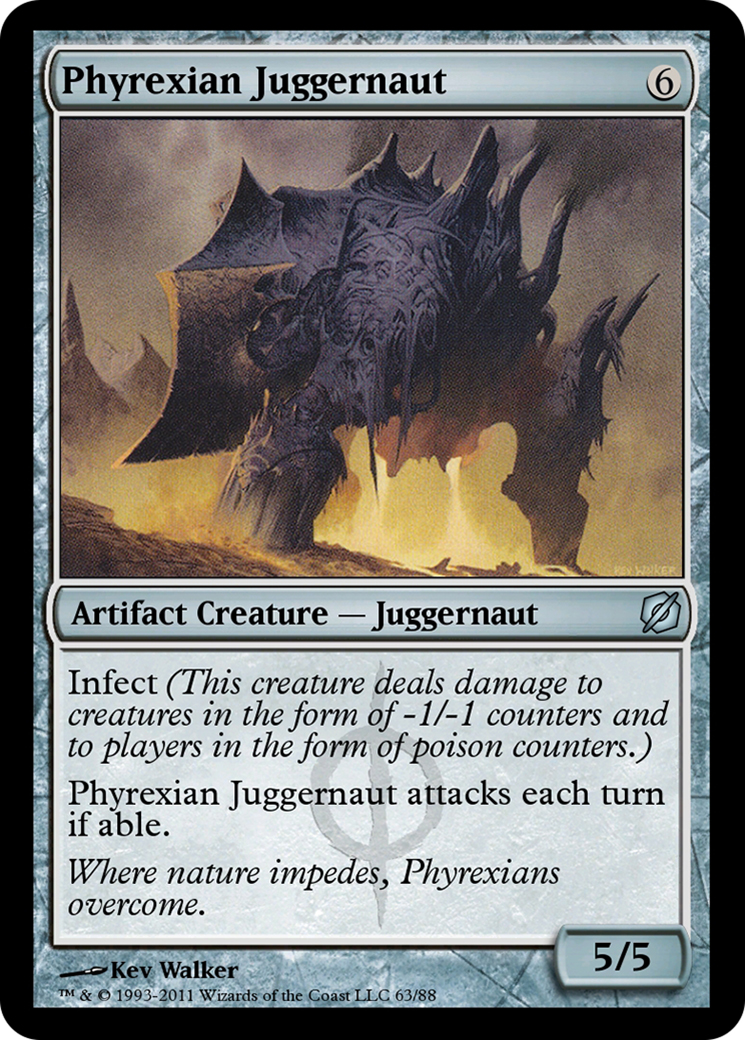 Phyrexian Juggernaut 6
KEV WALKER
Artifact Creature — Juggernaut
Infect (This creature deals damage to
creatures in the form of -1/-1 counters and
to players in the form of poison counters.)
Phyrexian Juggernaut attacks each turn
if able.
Where nature impedes, Phyrexians
overcome.
5/5
Kev Walker
™ & © 1993-2011 Wizards of the Coast LLC 63/88